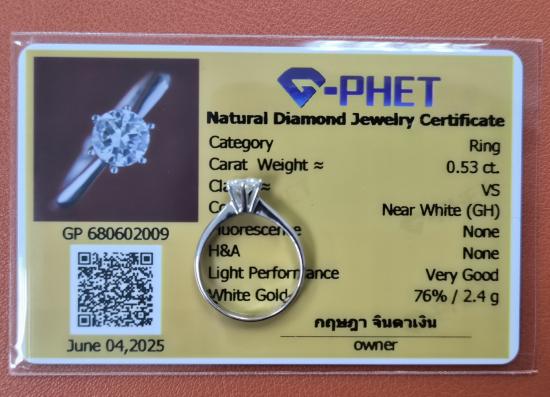 G-PHET
Natural Diamond Jewelry Certificate
Category Ring
Carat Weight ≈ 0.53 ct.
≈ VS
Near White (GH)
Fluorescence None
H&A None
Light Performance Very Good
White Gold 76% / 2.4 g
กฤษฎา จินดาเงิน
owner
GP 680602009
June 04,2025